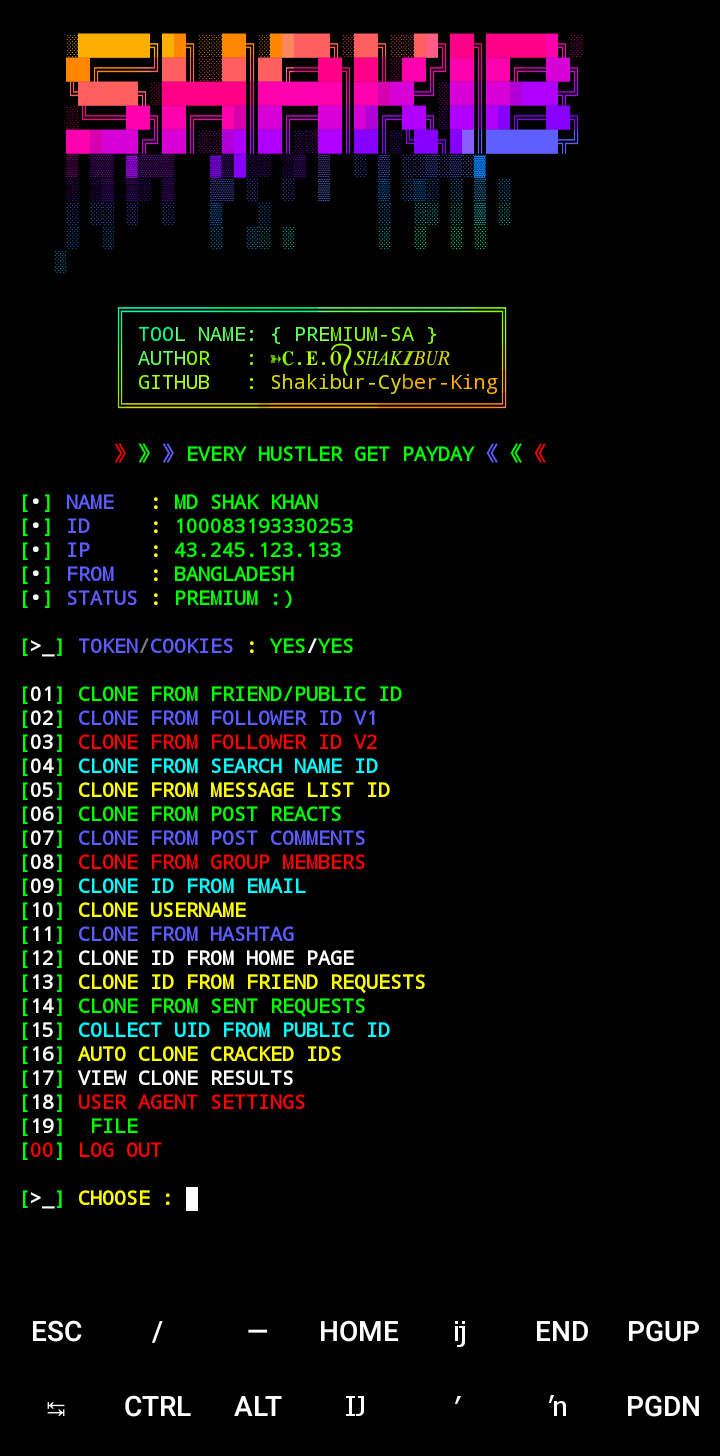 SHAKIB
TOOL NAME: { PREMIUM-SA }
AUTHOR : ➳𝐂.𝐄.𝐎༏𝑆𝐻𝐴𝐾𝑰𝐵𝑈𝑅
GITHUB : Shakibur-Cyber-King
》 》 》 EVERY HUSTLER GET PAYDAY 《 《 《
[•] NAME : MD SHAK KHAN
[•] ID : 100083193330253
[•] IP : 43.245.123.133
[•] FROM : BANGLADESH
[•] STATUS : PREMIUM :)
[>_] TOKEN/COOKIES : YES/YES
[01] CLONE FROM FRIEND/PUBLIC ID
[02] CLONE FROM FOLLOWER ID V1
[03] CLONE FROM FOLLOWER ID V2
[04] CLONE FROM SEARCH NAME ID
[05] CLONE FROM MESSAGE LIST ID
[06] CLONE FROM POST REACTS
[07] CLONE FROM POST COMMENTS
[08] CLONE FROM GROUP MEMBERS
[09] CLONE ID FROM EMAIL
[10] CLONE USERNAME
[11] CLONE FROM HASHTAG
[12] CLONE ID FROM HOME PAGE
[13] CLONE ID FROM FRIEND REQUESTS
[14] CLONE FROM SENT REQUESTS
[15] COLLECT UID FROM PUBLIC ID
[16] AUTO CLONE CRACKED IDS
[17] VIEW CLONE RESULTS
[18] USER AGENT SETTINGS
[19] FILE
[00] LOG OUT
[>_] CHOOSE :
ESC / — HOME ĳ END PGUP
↹ CTRL ALT Ĳ ′ ŉ PGDN